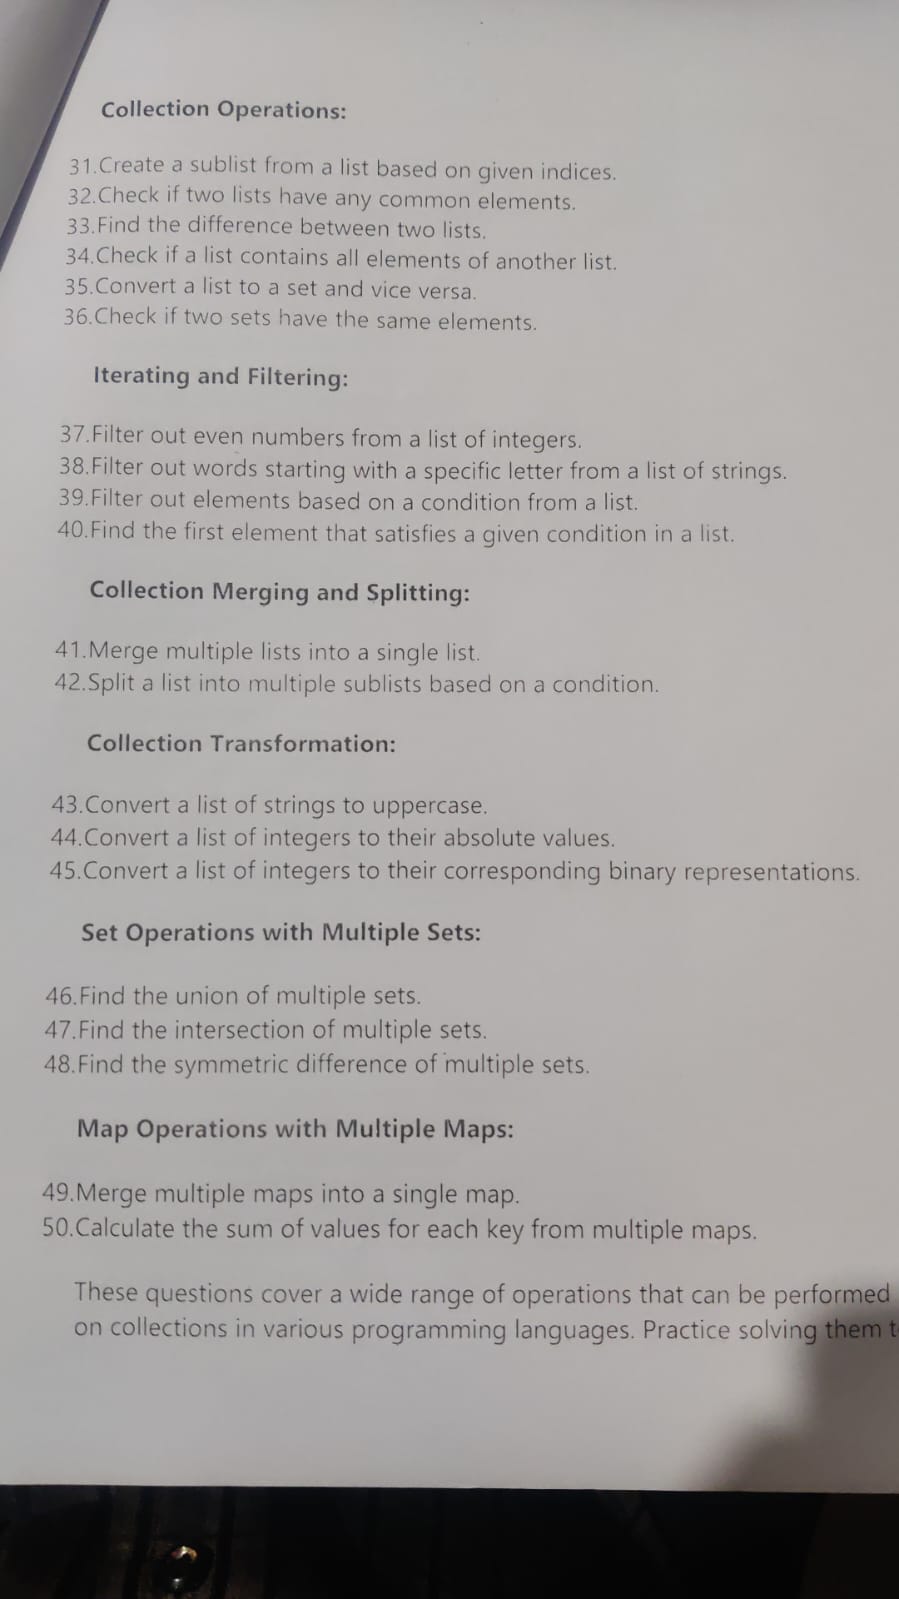 Collection Operations:
31.Create a sublist from a list based on given indices.
32.Check if two lists have any common elements.
33.Find the difference between two lists.
34.Check if a list contains all elements of another list.
35.Convert a list to a set and vice versa.
36.Check if two sets have the same elements.
Iterating and Filtering:
37.Filter out even numbers from a list of integers.
38.Filter out words starting with a specific letter from a list of strings.
39.Filter out elements based on a condition from a list.
40.Find the first element that satisfies a given condition in a list.
Collection Merging and Splitting:
41.Merge multiple lists into a single list.
42.Split a list into multiple sublists based on a condition.
Collection Transformation:
43.Convert a list of strings to uppercase.
44.Convert a list of integers to their absolute values.
45.Convert a list of integers to their corresponding binary representations.
Set Operations with Multiple Sets:
46.Find the union of multiple sets.
47.Find the intersection of multiple sets.
48.Find the symmetric difference of multiple sets.
Map Operations with Multiple Maps:
49.Merge multiple maps into a single map.
50.Calculate the sum of values for each key from multiple maps.
These questions cover a wide range of operations that can be performed
on collections in various programming languages. Practice solving them